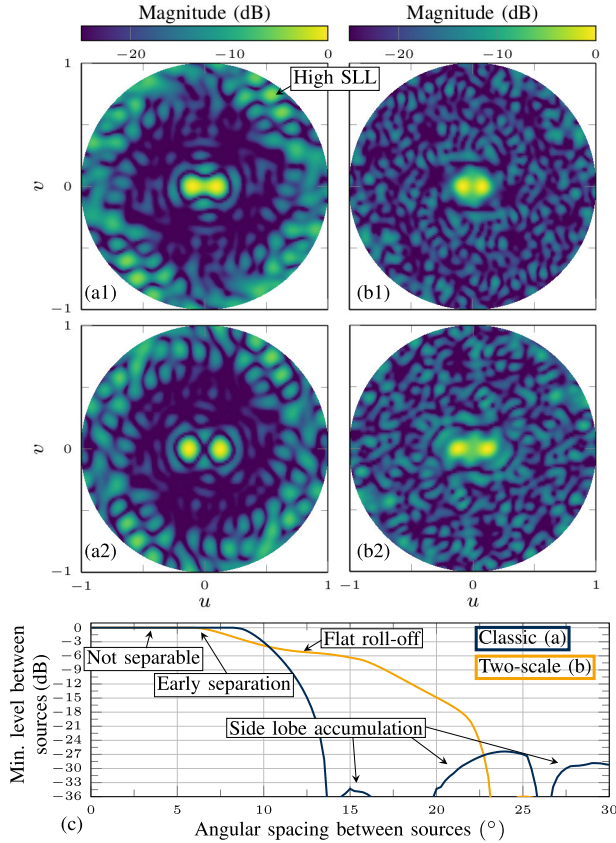 Magnitude (dB) Magnitude (dB)
−20 −10 0 −20 −10 0
1
High SLL
v
0
(a1) (b1)
−1
1
v
0
(a2) (b2)
−1
−1 0 1 −1 0 1
u u
0
−3
−6
−9
−12
−15
−18
−21
−24
−27
−30
−33
−36
Min. level between
sources (dB)
Classic (a)
Two-scale (b)
Flat roll-off
Not separable
Early separation
Side lobe accumulation
0 5 10 15 20 25 30
(c) Angular spacing between sources (°)